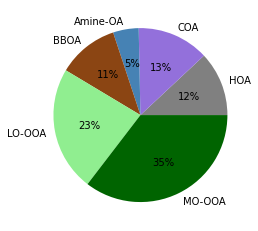 Amine-OA
COA
BBOA
5%
13%
HOA
11%
12%
23%
LO-OOA
35%
MO-OOA